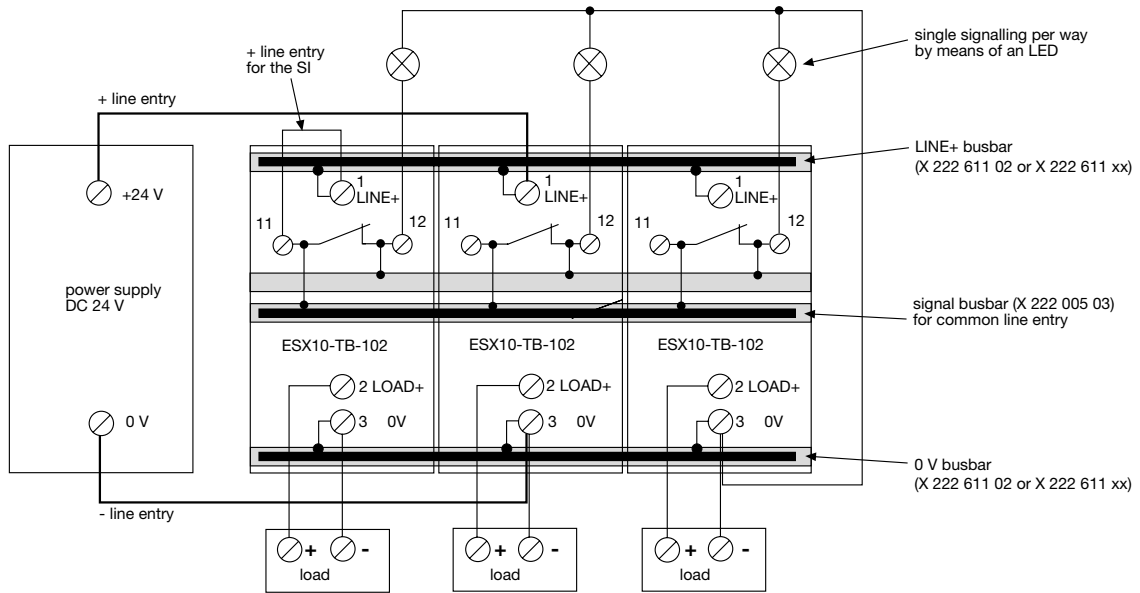 single signalling per way
by means of an LED
+ line entry
for the SI
+ line entry
LINE+ busbar
(X 222 611 02 or X 222 611 xx)
+24 V
1
LINE+
1
LINE+
1
LINE+
11
12
11
12
11
12
power supply
DC 24 V
signal busbar (X 222 005 03)
for common line entry
ESX10-TB-102
ESX10-TB-102
ESX10-TB-102
2 LOAD+
2 LOAD+
2 LOAD+
0 V
3 0V
3 0V
3 0V
0 V busbar
(X 222 611 02 or X 222 611 xx)
- line entry
+ -
load
+ -
load
+ -
load